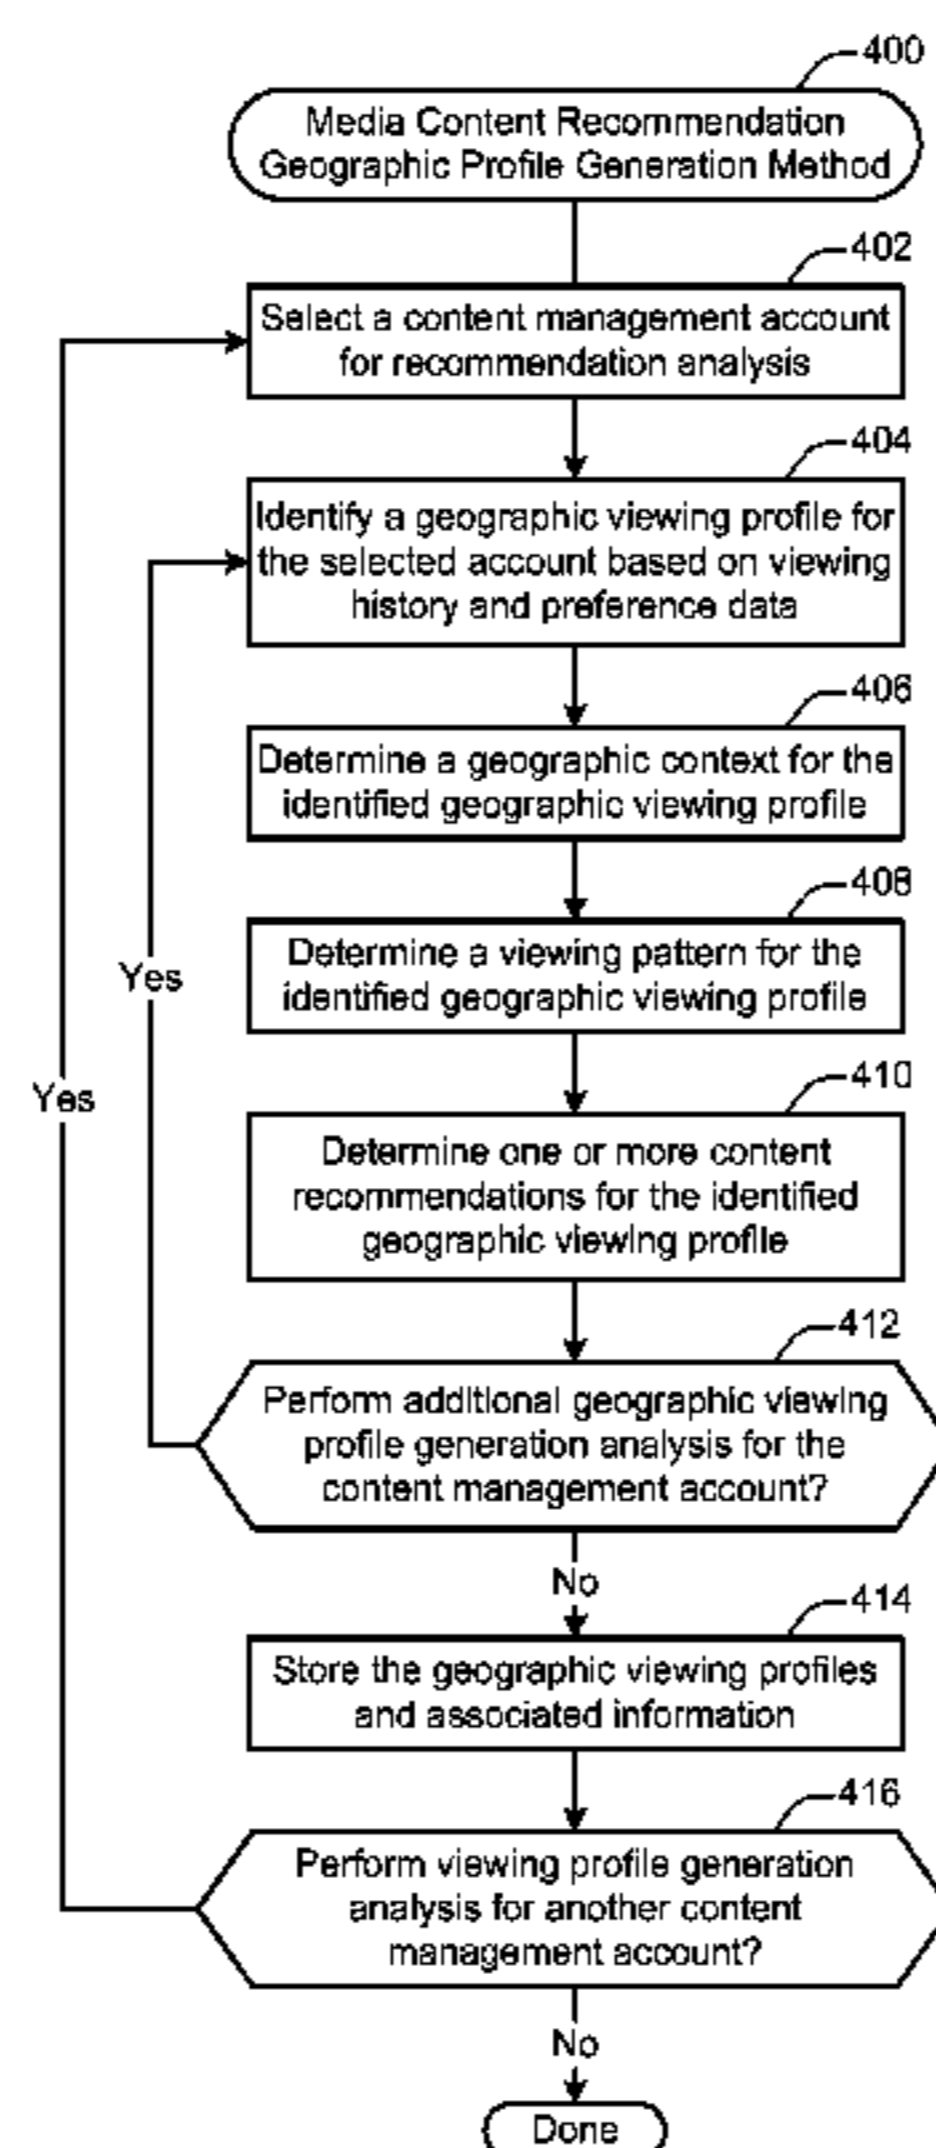 400
Media Content Recommendation
Geographic Profile Generation Method
402
Select a content management account
for recommendation analysis
404
Identify a geographic viewing profile for
the selected account based on viewing
history and preference data
406
Determine a geographic context for the
identified geographic viewing profile
408
Determine a viewing pattern for the
identified geographic viewing profile
Yes
410
Yes
Determine one or more content
recommendations for the identified
geographic viewing profile
412
Perform additional geographic viewing
profile generation analysis for the
content management account?
No
414
Store the geographic viewing profiles
and associated information
416
Perform viewing profile generation
analysis for another content
management account?
No
Done